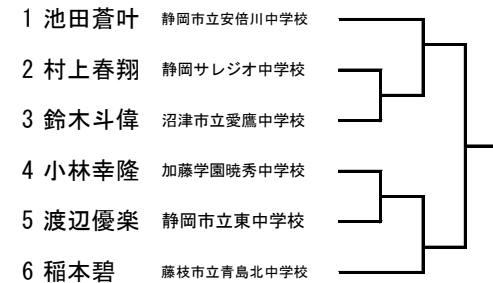 1 池田蒼叶 静岡市立安倍川中学校
2 村上春翔 静岡サレジオ中学校
3 鈴木斗偉 沼津市立愛鷹中学校
4 小林幸隆 加藤学園暁秀中学校
5 渡辺優楽 静岡市立東中学校
6 稲本碧 藤枝市立青島北中学校